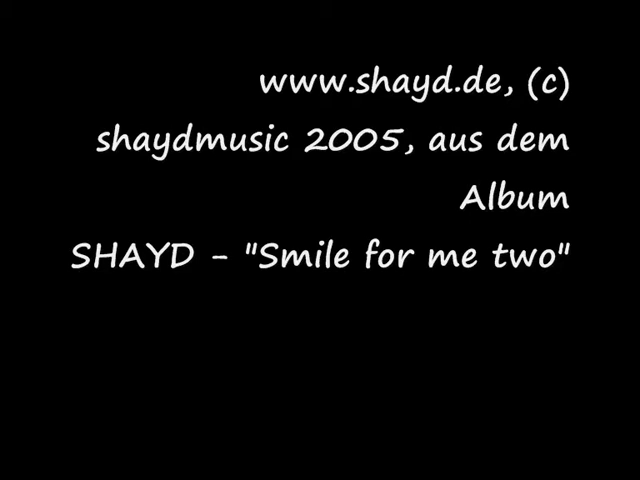 www.shayd.de, (c)
shaydmusic 2005, aus dem
Album
SHAYD - "Smile for me two"